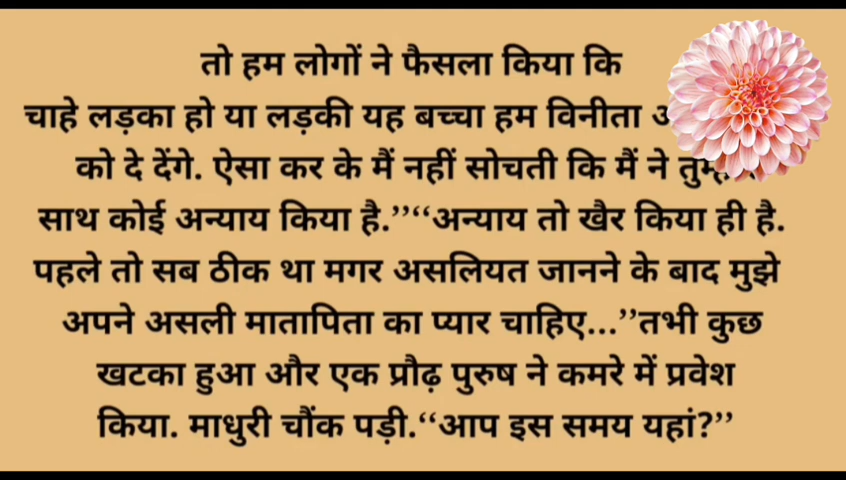 तो हम लोगों ने फैसला किया कि
चाहे लड़का हो या लड़की यह बच्चा हम विनीता
को दे देंगे. ऐसा कर के मैं नहीं सोचती कि मैं ने
साथ कोई अन्याय किया है.’’‘‘अन्याय तो खैर किया ही है.
पहले तो सब ठीक था मगर असलियत जानने के बाद मुझे
अपने असली मातापिता का प्यार चाहिए...’’तभी कुछ
खटका हुआ और एक प्रौढ़ पुरुष ने कमरे में प्रवेश
किया. माधुरी चौंक पड़ी.‘‘आप इस समय यहां?’’